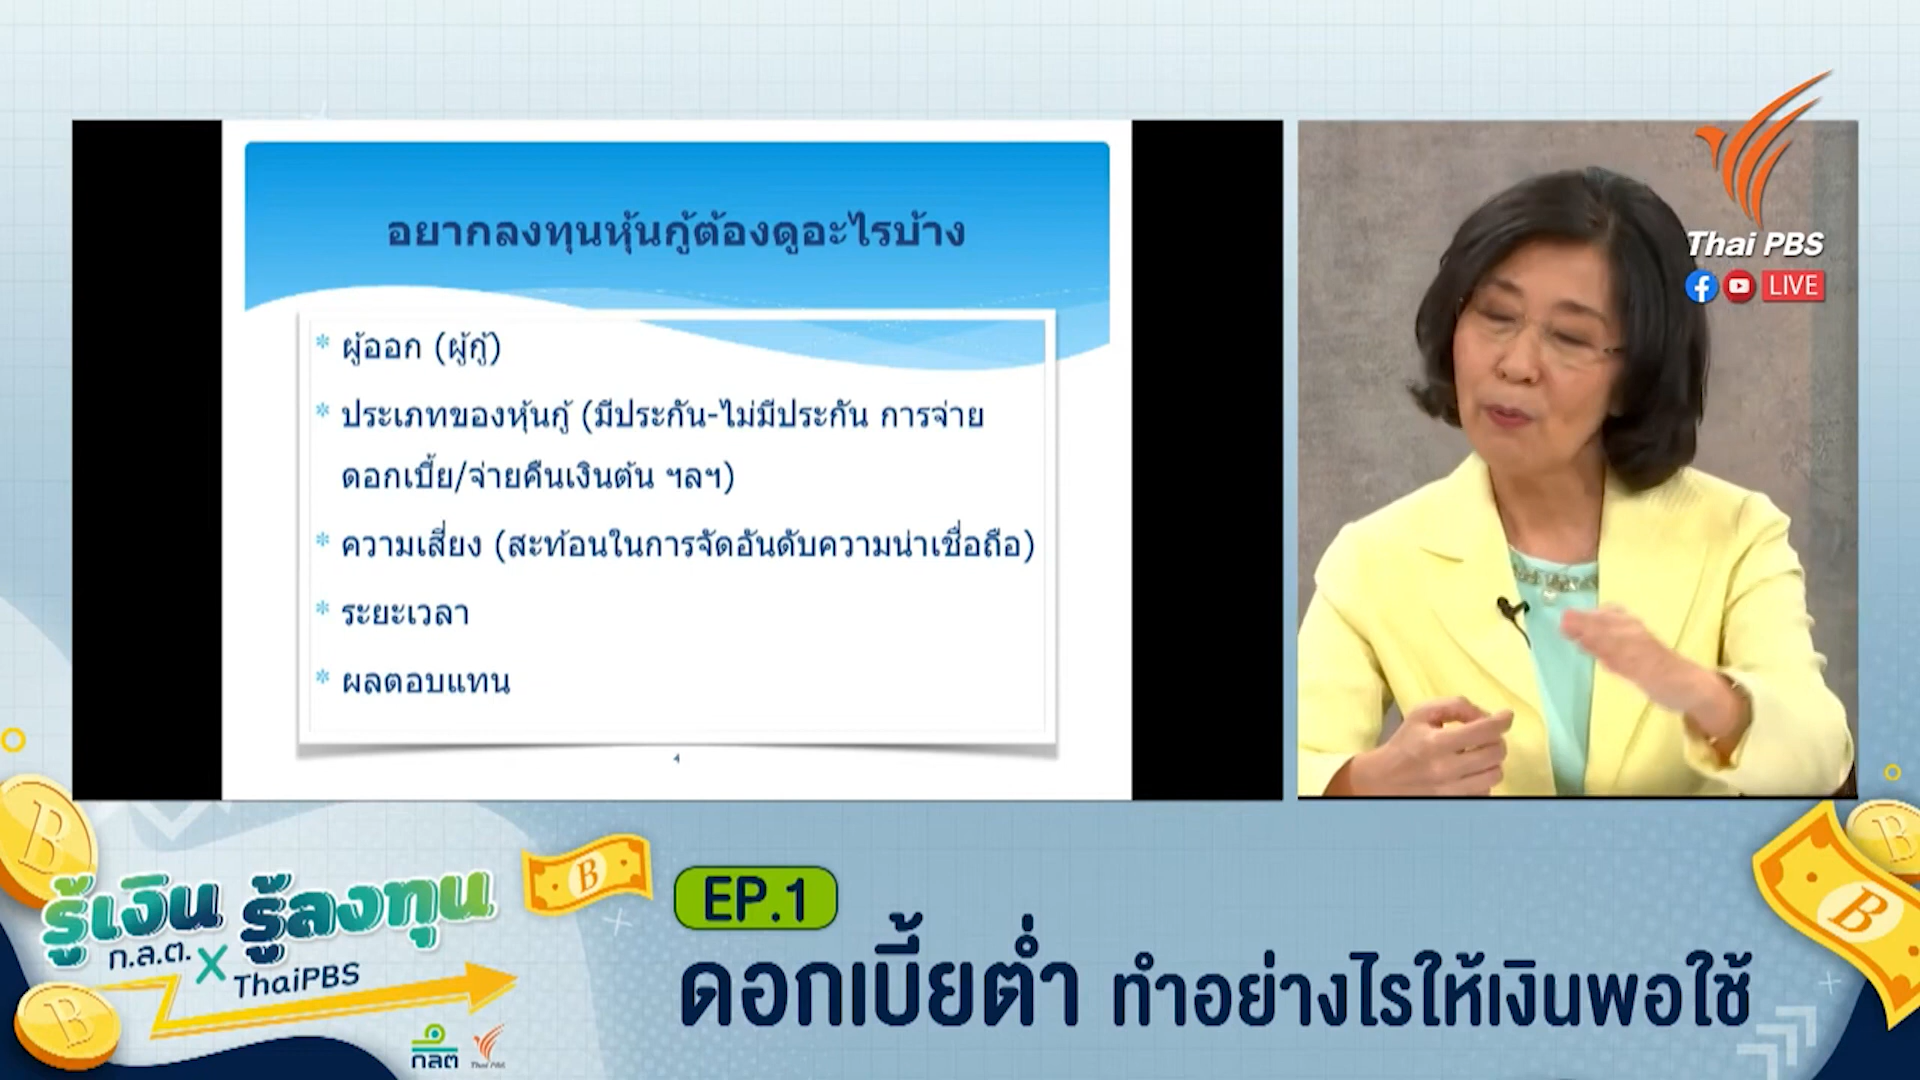 อยากลงทุนหุ้นกู้ต้องดูอะไรบ้าง
* ผู้ออก (ผู้กู้)
* ประเภทของหุ้นกู้ (มีประกัน-ไม่มีประกัน การจ่าย
ดอกเบี้ย/จ่ายคืนเงินต้น ฯลฯ)
* ความเสี่ยง (สะท้อนในการจัดอันดับความน่าเชื่อถือ)
* ระยะเวลา
* ผลตอบแทน
4
Thai PBS
LIVE
รู้เงิน รู้ลงทุน
ก.ล.ต. X ThaiPBS
กลต
Thai PBS
EP.1
ดอกเบี้ยต่ำ ทำอย่างไรให้เงินพอใช้